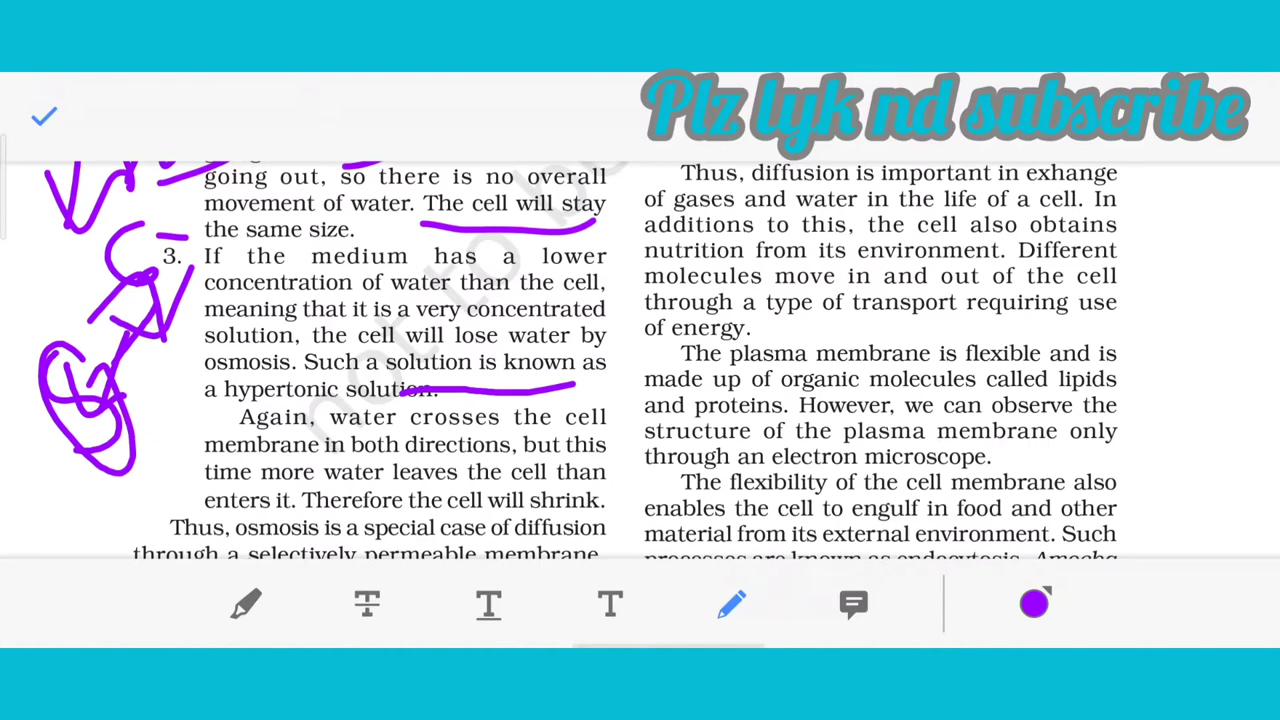 Plz lyk nd subscribe
going out, so there is no overall
movement of water. The cell will stay
the same size.
3. If the medium has a lower
concentration of water than the cell,
meaning that it is a very concentrated
solution, the cell will lose water by
osmosis. Such a solution is known as
a hypertonic solution.
Again, water crosses the cell
membrane in both directions, but this
time more water leaves the cell than
enters it. Therefore the cell will shrink.
Thus, osmosis is a special case of diffusion
through a selectively permeable membrane.
Thus, diffusion is important in exhange
of gases and water in the life of a cell. In
additions to this, the cell also obtains
nutrition from its environment. Different
molecules move in and out of the cell
through a type of transport requiring use
of energy.
The plasma membrane is flexible and is
made up of organic molecules called lipids
and proteins. However, we can observe the
structure of the plasma membrane only
through an electron microscope.
The flexibility of the cell membrane also
enables the cell to engulf in food and other
material from its external environment. Such
processes are known as endocytosis. Amoeba
not to be
T T T